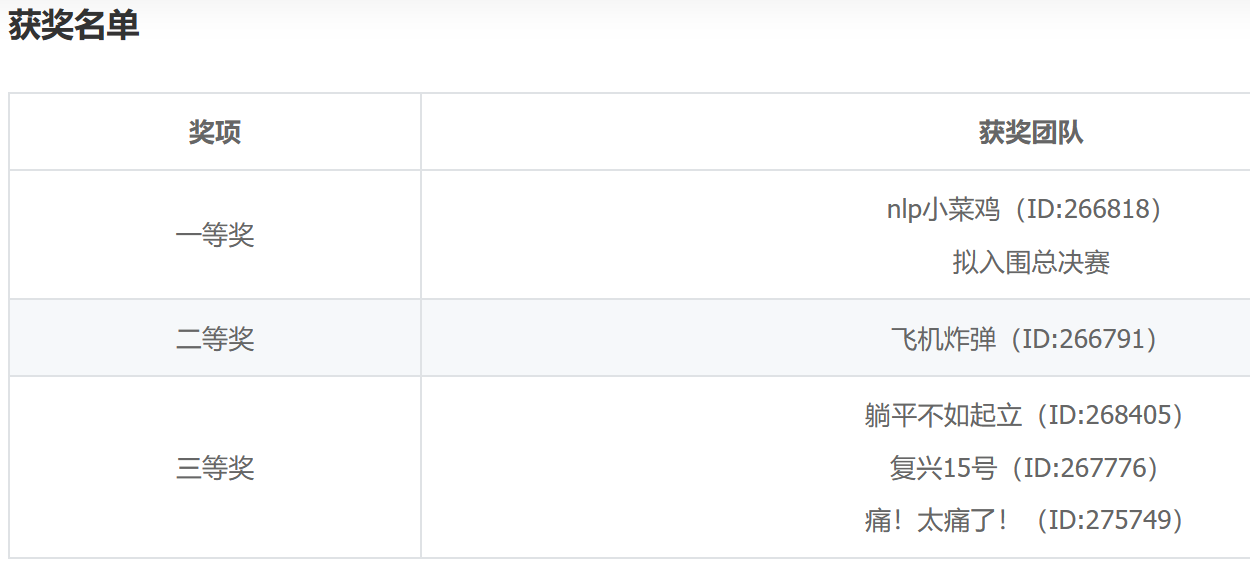 获奖名单
奖项 获奖团队
一等奖 nlp小菜鸡（ID:266818）
拟入围总决赛
二等奖 飞机炸弹（ID:266791）
三等奖 躺平不如起立（ID:268405）
复兴15号（ID:267776）
痛！太痛了！（ID:275749）